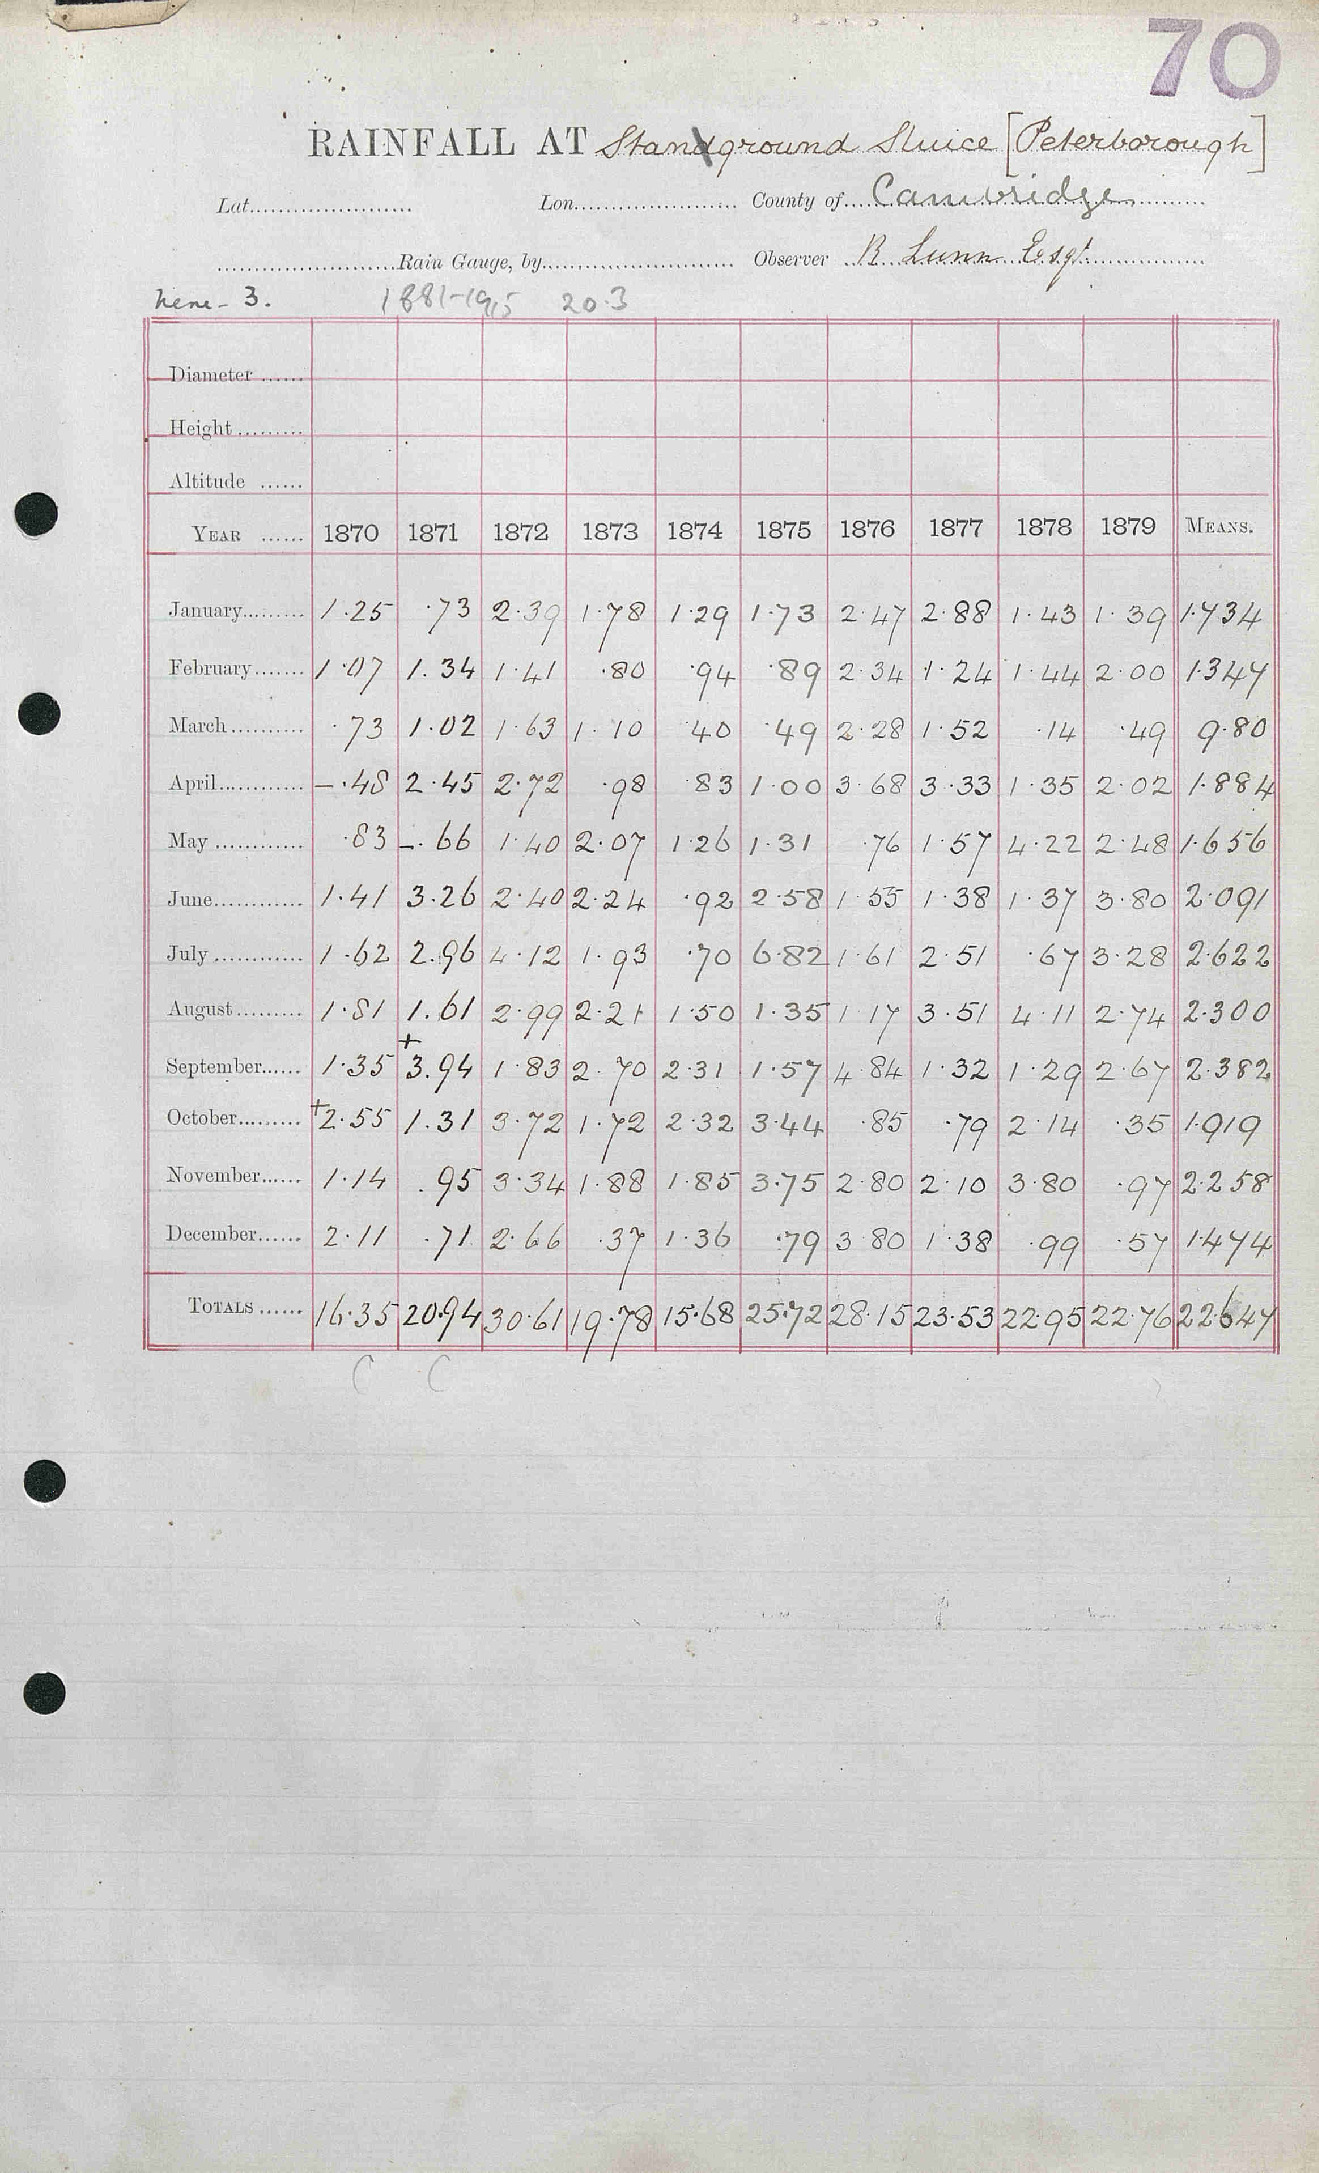 70
RAINFALL AT Standground Sluice [Peterborough]
Lat...................... Lon...................... County of....Cambridge
.........................Rain Gauge, by.......................... Observer R Lunn Esqr.
Nene - 3. 1881-1915 20.3
Diameter ......
Height.........
Altitude ......
YEAR ...... 1870 1871 1872 1873 1874 1875 1876 1877 1878 1879 MEANS.
January......... 1.25 .73 2.39 1.78 1.29 1.73 2.47 2.88 1.43 1.39 1.734
February....... 1.07 1.34 1.41 .80 .94 .89 2.34 1.24 1.44 2.00 1.347
March.......... .73 1.02 1.63 1.10 .40 .49 2.28 1.52 .14 .49 9.80
April............ -.48 2.45 2.72 .98 .83 1.00 3.68 3.33 1.35 2.02 1.884
May ............ .83 -.66 1.40 2.07 1.26 1.31 .76 1.57 4.22 2.48 1.656
June............ 1.41 3.26 2.40 2.24 .92 2.58 1.55 1.38 1.37 3.80 2.091
July ............ 1.62 2.96 4.12 1.93 .70 6.82 1.61 2.51 .67 3.28 2.622
August......... 1.81 1.61 2.99 2.21 1.50 1.35 1.17 3.51 4.11 2.74 2.300
September...... 1.35 +3.94 1.83 2.70 2.31 1.57 4.84 1.32 1.29 2.67 2.382
October......... +2.55 1.31 3.72 1.72 2.32 3.44 .85 .79 2.14 .35 1.919
November...... 1.14 .95 3.34 1.88 1.85 3.75 2.80 2.10 3.80 .97 2.258
December...... 2.11 .71 2.66 .37 1.36 .79 3.80 1.38 .99 .57 1.474
TOTALS ...... 16.35 20.94 30.61 19.78 15.68 25.72 28.15 23.53 22.95 22.76 22.647
C C